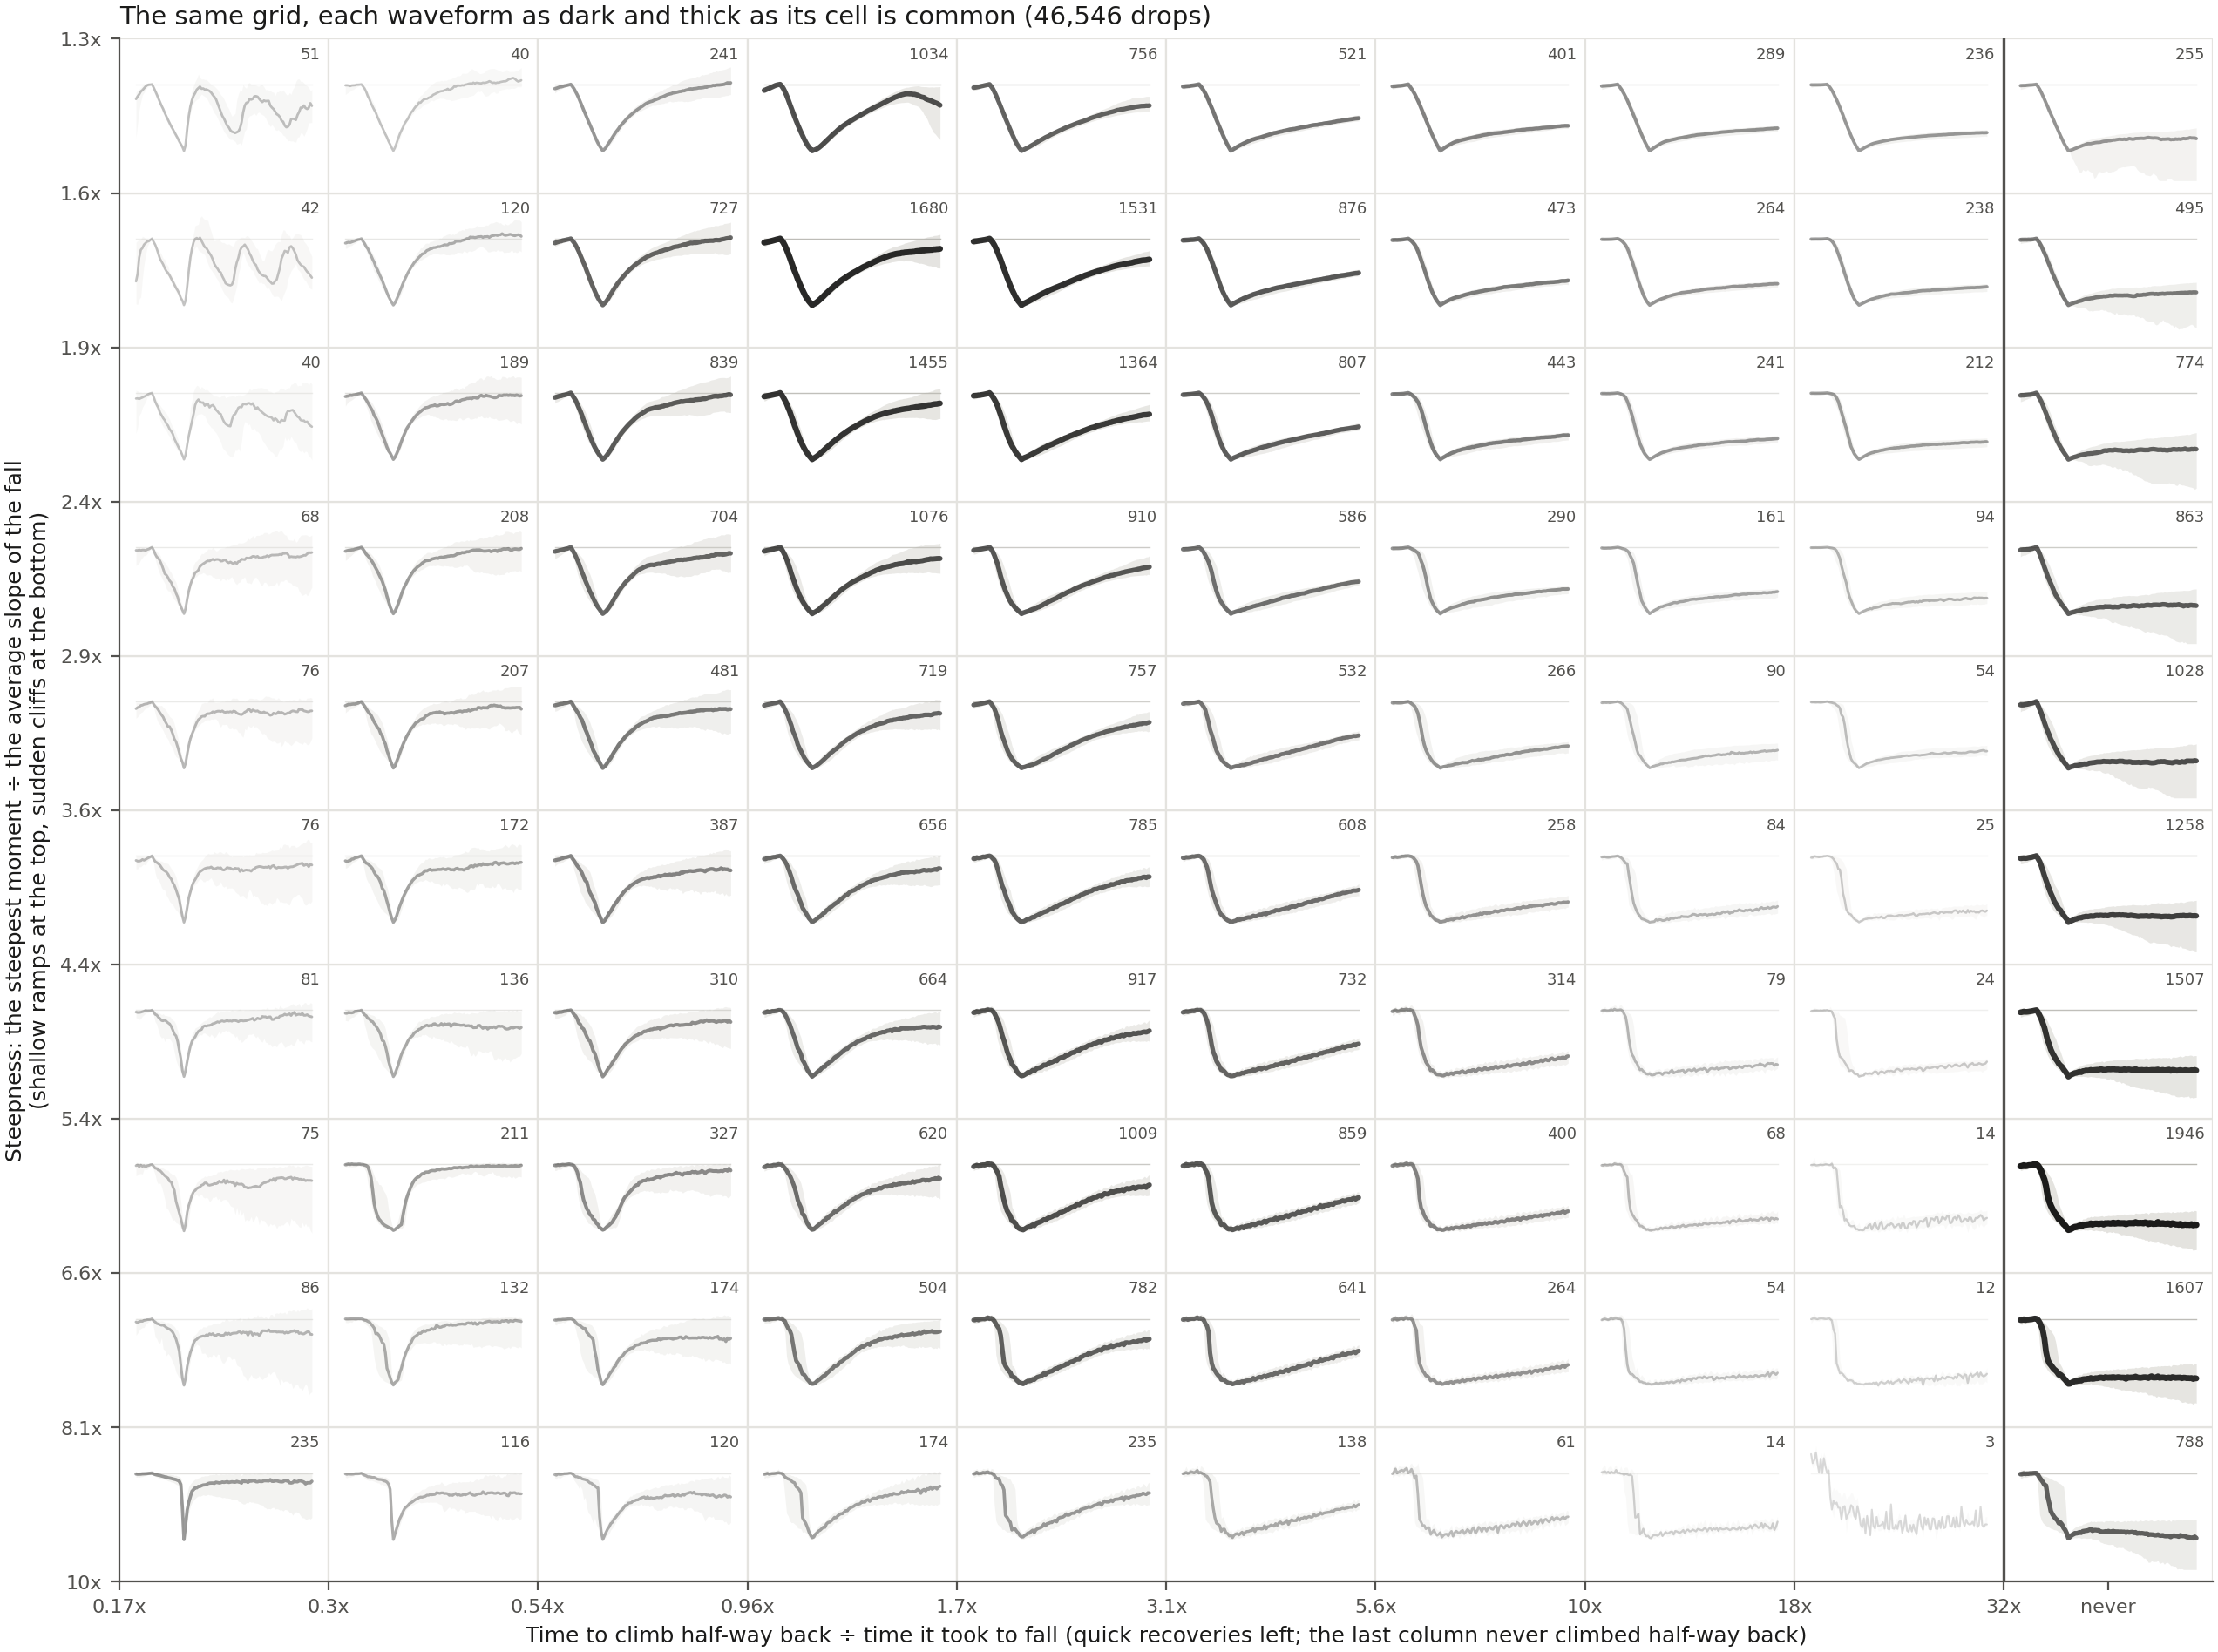 The same grid, each waveform as dark and thick as its cell is common (46,546 drops)
Steepness: the steepest moment ÷ the average slope of the fall
(shallow ramps at the top, sudden cliffs at the bottom)
1.3x
51 40 241 1034 756 521 401 289 236 255
1.6x
42 120 727 1680 1531 876 473 264 238 495
1.9x
40 189 839 1455 1364 807 443 241 212 774
2.4x
68 208 704 1076 910 586 290 161 94 863
2.9x
76 207 481 719 757 532 266 90 54 1028
3.6x
76 172 387 656 785 608 258 84 25 1258
4.4x
81 136 310 664 917 732 314 79 24 1507
5.4x
75 211 327 620 1009 859 400 68 14 1946
6.6x
86 132 174 504 782 641 264 54 12 1607
8.1x
235 116 120 174 235 138 61 14 3 788
10x
0.17x 0.3x 0.54x 0.96x 1.7x 3.1x 5.6x 10x 18x 32x never
Time to climb half-way back ÷ time it took to fall (quick recoveries left; the last column never climbed half-way back)